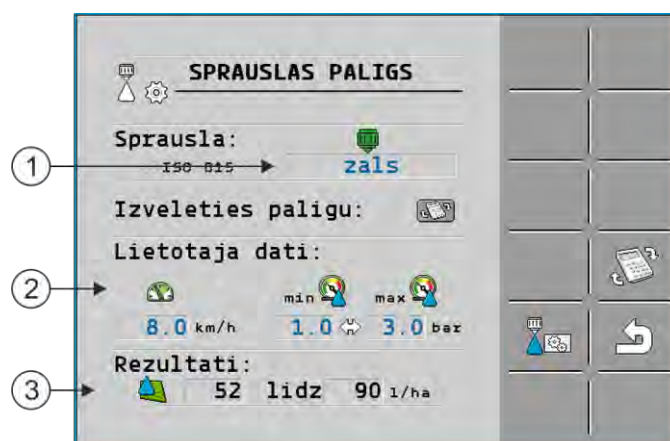 SPRAUSLAS PALIGS
Sprausla:
ISO 015
zals
1
Izveleties paligu:
Lietotaja dati:
2
min max
8.0 km/h 1.0 3.0 bar
Rezultati:
3
52 lidz 90 l/ha